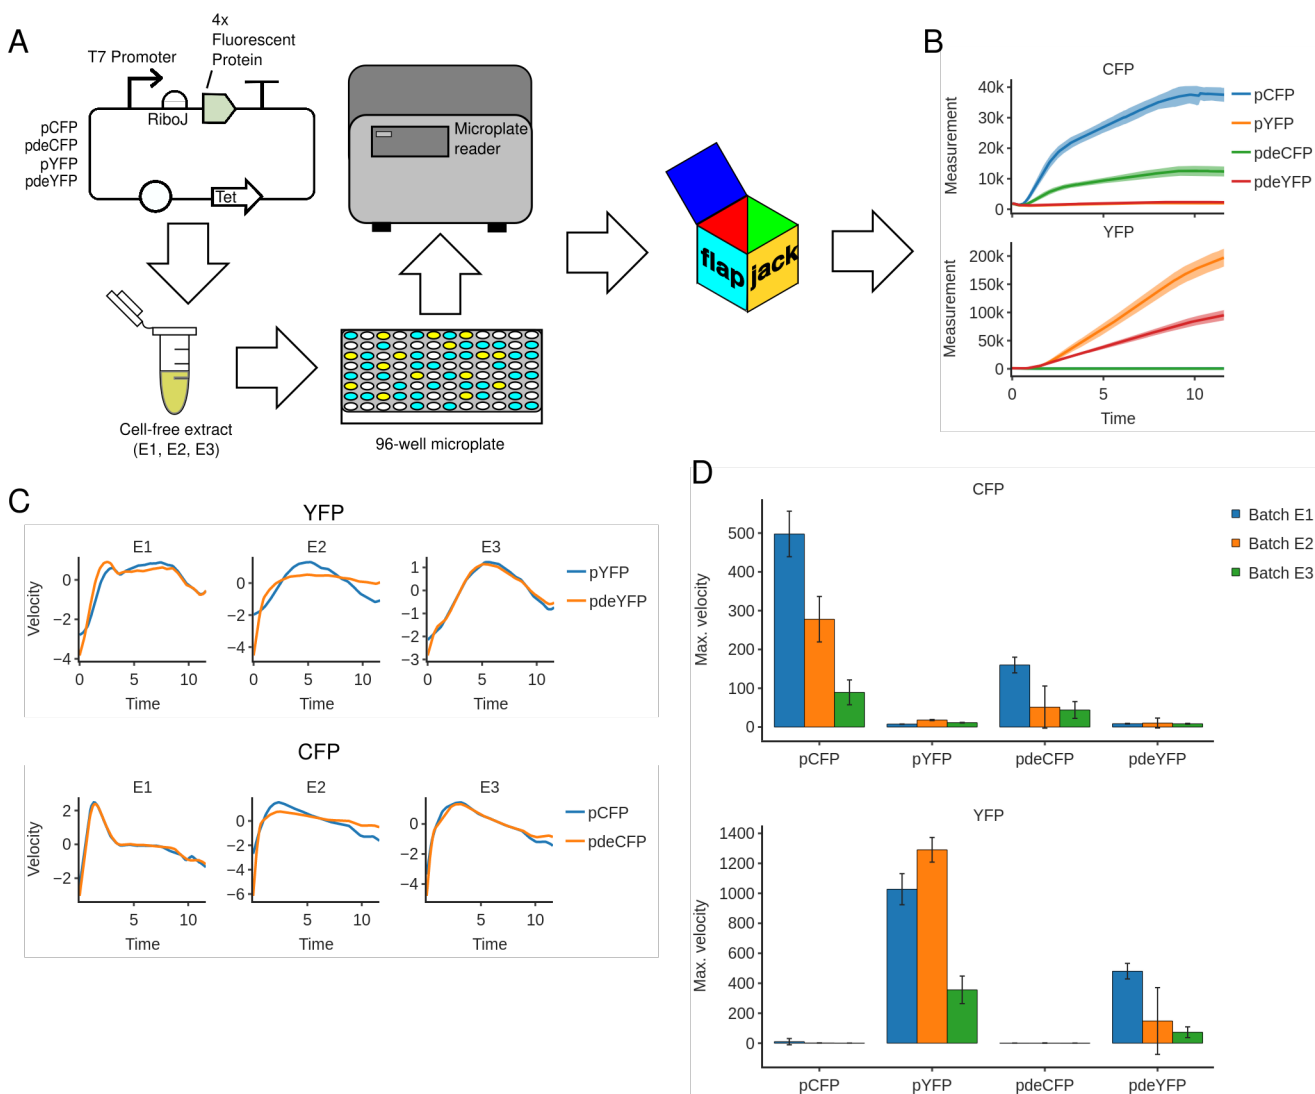 A
T7 Promoter
4x
Fluorescent
Protein
RiboJ
pCFP
pdeCFP
pYFP
pdeYFP
Tet
Microplate
reader
flap
jack
Cell-free extract
(E1, E2, E3)
96-well microplate
B
CFP
40k
30k
20k
10k
0
Measurement
pCFP
pYFP
pdeCFP
pdeYFP
YFP
200k
150k
100k
50k
0
Measurement
0 5 10
Time
C
YFP
E1 E2 E3
Velocity
0
−2
−4
0
−2
−4
1
0
−1
−2
−3
0 5 10
0 5 10
0 5 10
Time Time Time
pYFP
pdeYFP
CFP
E1 E2 E3
Velocity
2
0
−2
0
−2
−4
−6
0
−2
−4
5 10
5 10
5 10
Time Time Time
pCFP
pdeCFP
D
CFP
500
400
300
200
100
0
Max. velocity
pCFP pYFP pdeCFP pdeYFP
Batch E1
Batch E2
Batch E3
YFP
1400
1200
1000
800
600
400
200
0
Max. velocity
pCFP pYFP pdeCFP pdeYFP